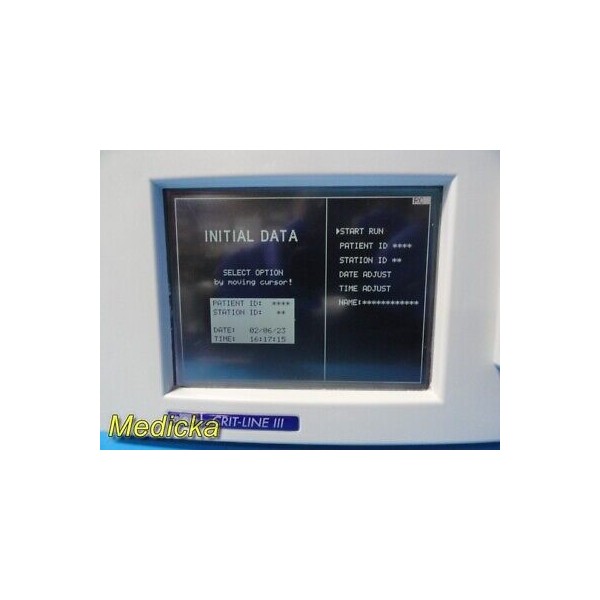 INITIAL DATA
SELECT OPTION
by moving cursor!
PATIENT ID: ****
STATION ID: **
DATE: 02/06/23
TIME: 16:17:15
START RUN
PATIENT ID ****
STATION ID **
DATE ADJUST
TIME ADJUST
NAME:************
CRIT-LINE III
Medicka